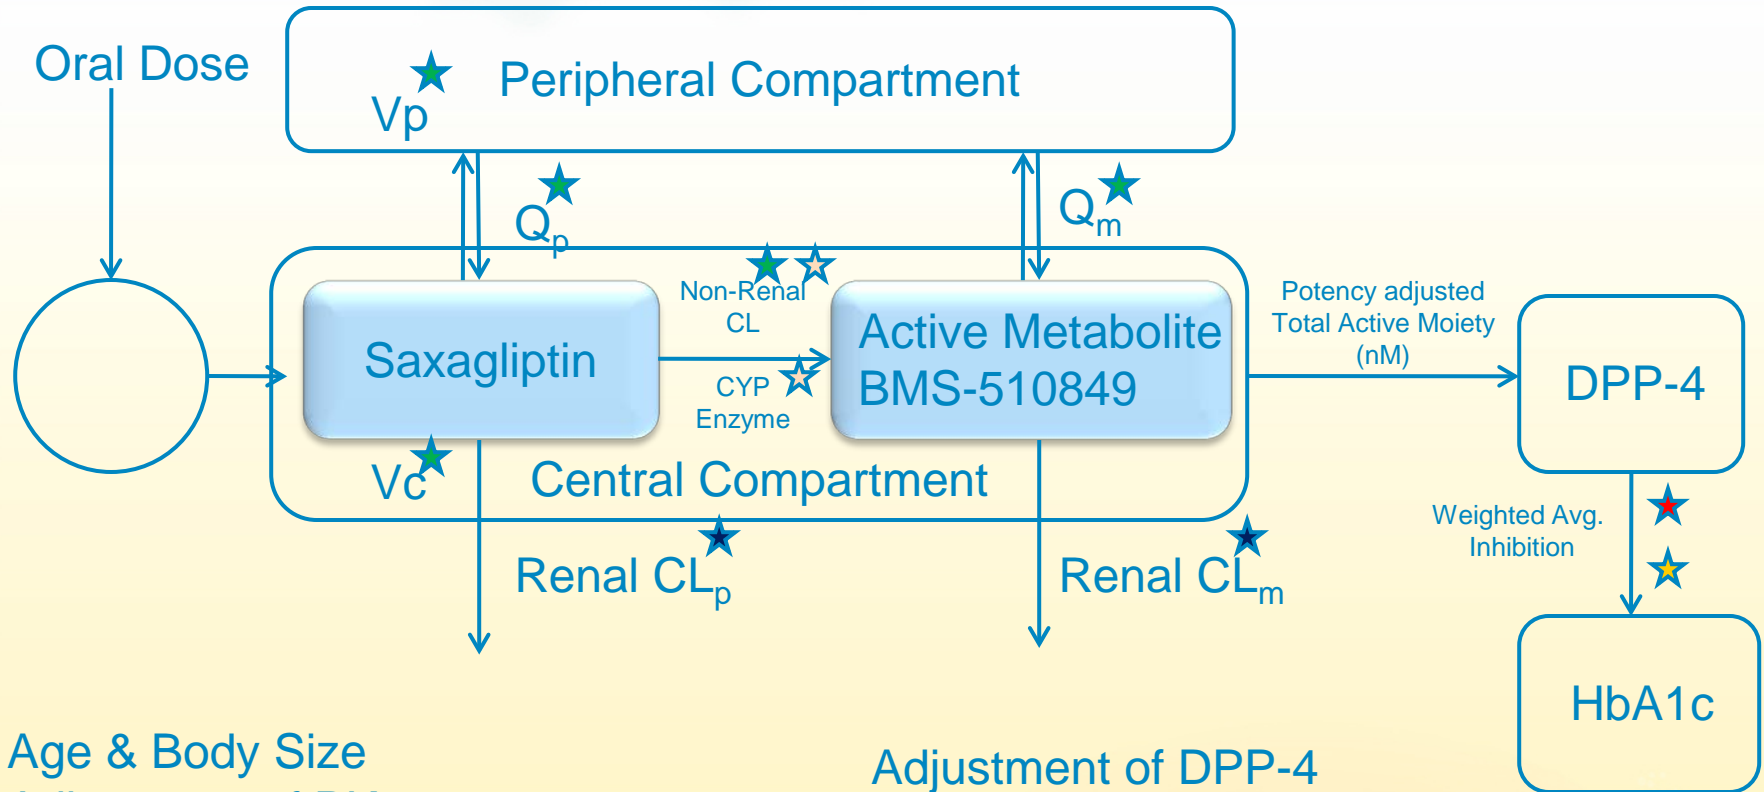 Oral Dose
Peripheral Compartment
Vp
Qp
Qm
Non-Renal
CL
Saxagliptin
CYP
Enzyme
Active Metabolite
BMS-510849
Potency adjusted
Total Active Moiety
(nM)
DPP-4
Vc
Central Compartment
Weighted Avg.
Inhibition
Renal CLp
Renal CLm
HbA1c
Age & Body Size
Adjustment of DPP-4